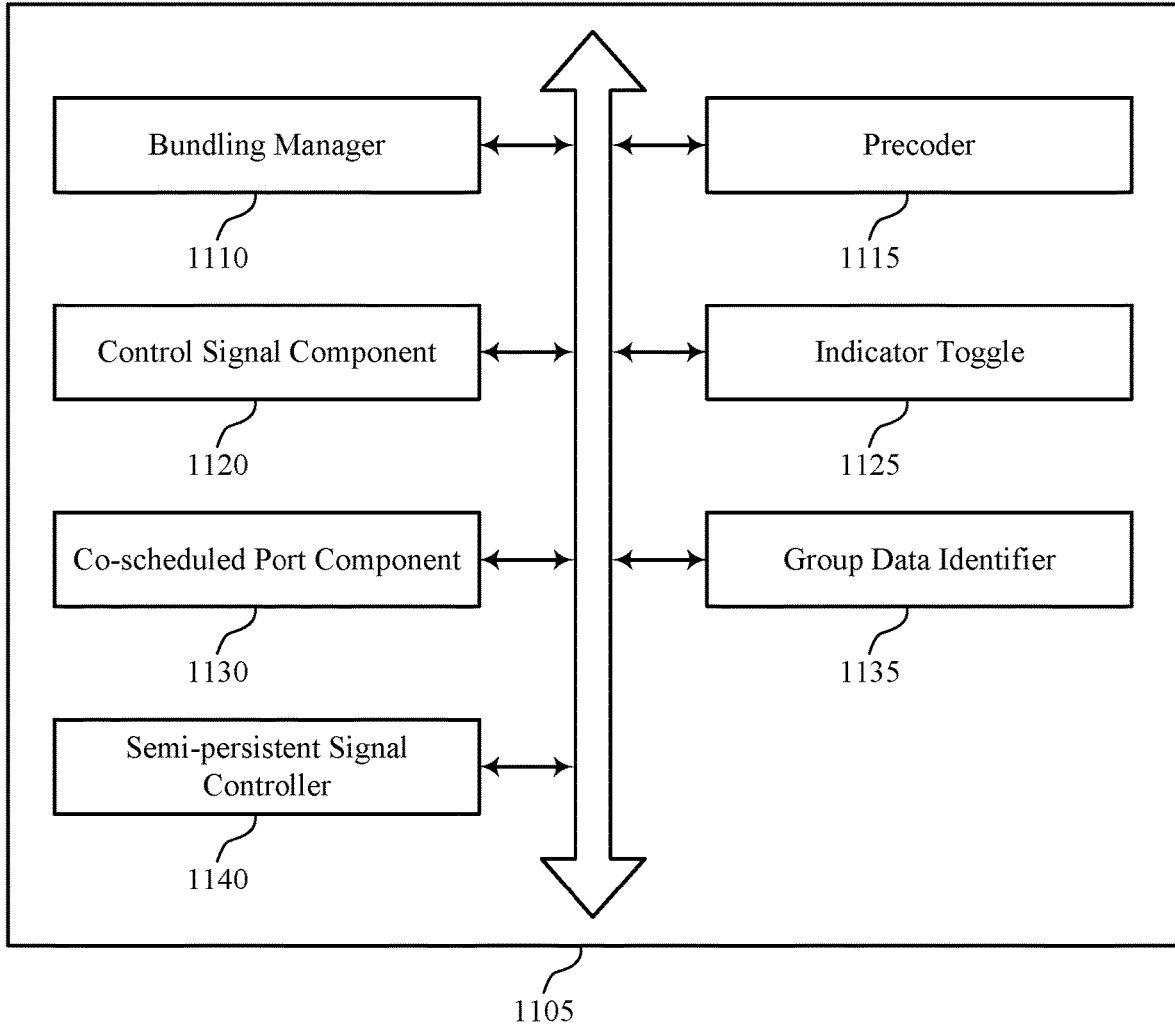 Bundling Manager
1110
Precoder
1115
Control Signal Component
1120
Indicator Toggle
1125
Co-scheduled Port Component
1130
Group Data Identifier
1135
Semi-persistent Signal
Controller
1140
1105